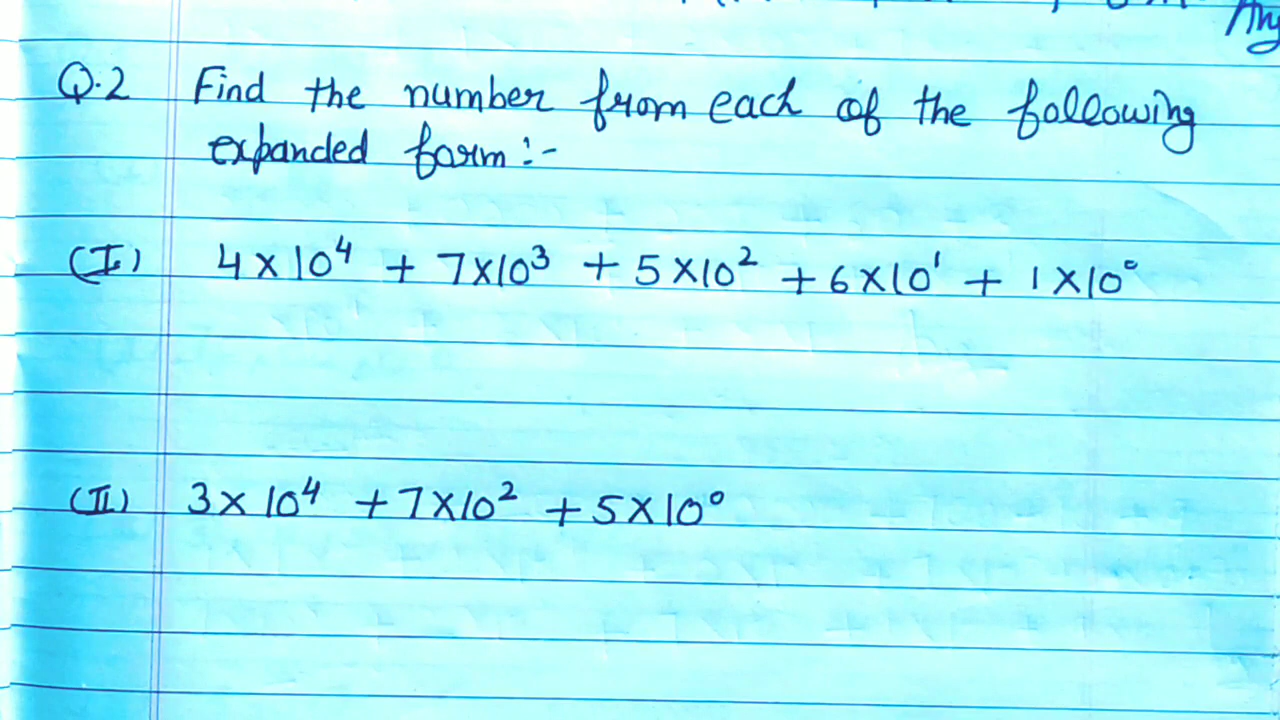 Q.2 Find the number from each of the following
expanded form :-
(I) 4 × 10⁴ + 7×10³ + 5 ×10² + 6 ×10¹ + 1 ×10⁰
(II) 3 × 10⁴ + 7×10² + 5×10⁰